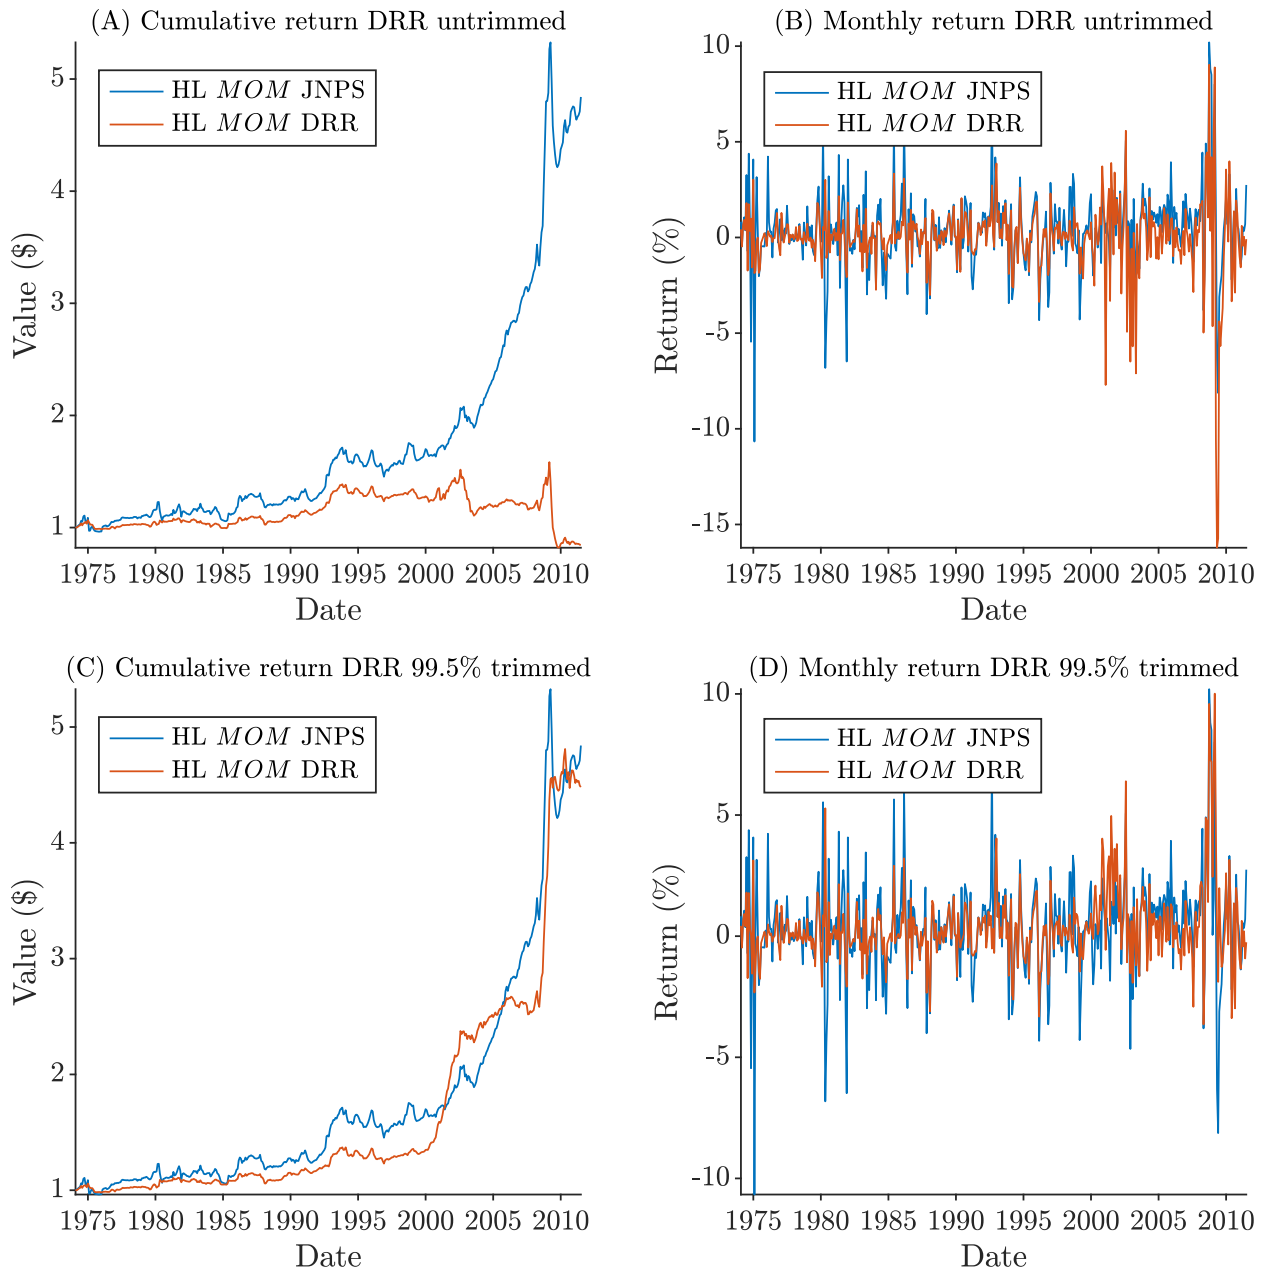 (A) Cumulative return DRR untrimmed
5
4
3
2
1
Value ($)
HL MOM JNPS
HL MOM DRR
1975 1980 1985 1990 1995 2000 2005 2010
Date
(B) Monthly return DRR untrimmed
10
5
0
-5
-10
-15
Return (%)
HL MOM JNPS
HL MOM DRR
1975 1980 1985 1990 1995 2000 2005 2010
Date
(C) Cumulative return DRR 99.5% trimmed
5
4
3
2
1
Value ($)
HL MOM JNPS
HL MOM DRR
1975 1980 1985 1990 1995 2000 2005 2010
Date
(D) Monthly return DRR 99.5% trimmed
10
5
0
-5
-10
Return (%)
HL MOM JNPS
HL MOM DRR
1975 1980 1985 1990 1995 2000 2005 2010
Date